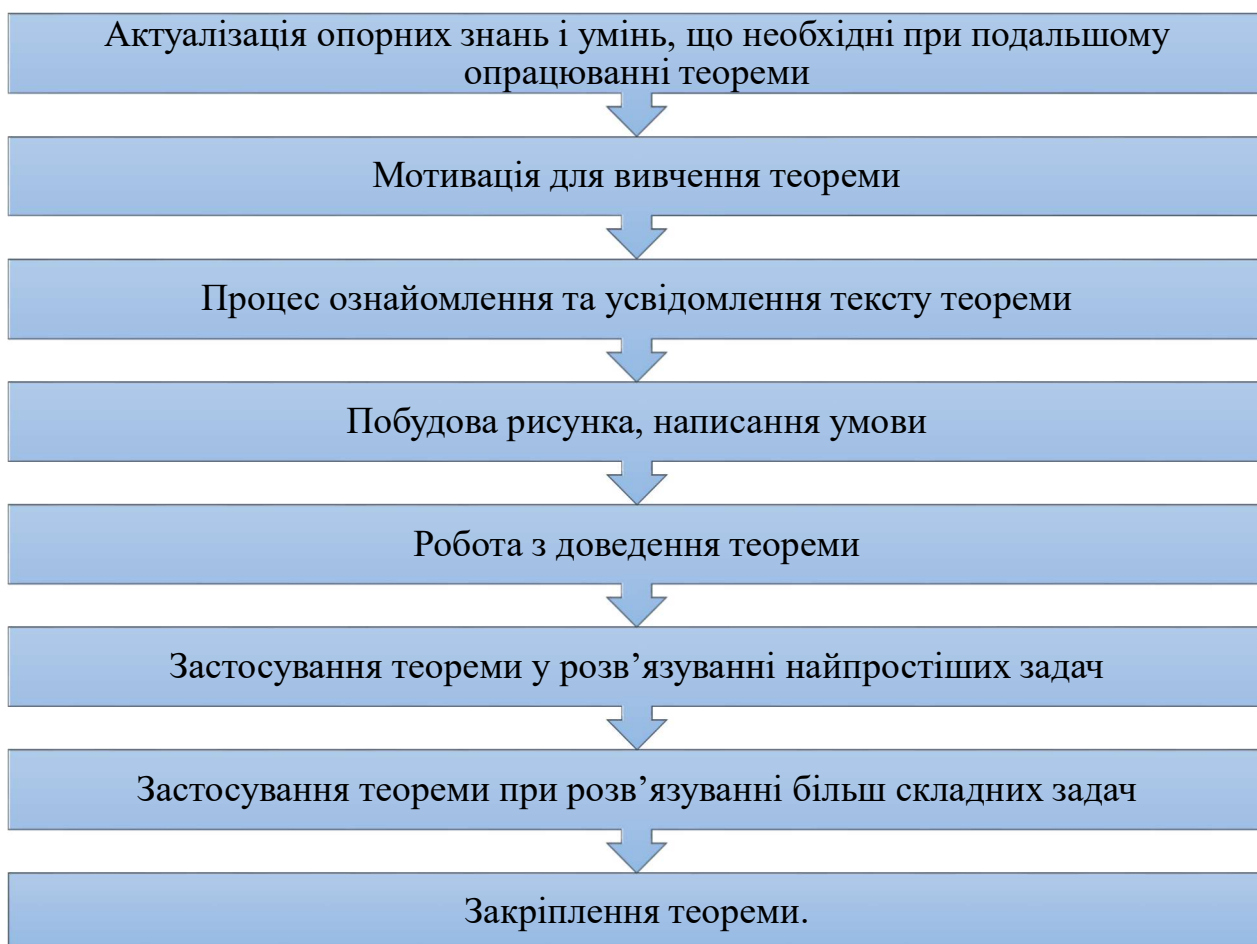 Актуалізація опорних знань і умінь, що необхідні при подальшому
опрацюванні теореми
Мотивація для вивчення теореми
Процес ознайомлення та усвідомлення тексту теореми
Побудова рисунка, написання умови
Робота з доведення теореми
Застосування теореми у розв’язуванні найпростіших задач
Застосування теореми при розв’язуванні більш складних задач
Закріплення теореми.